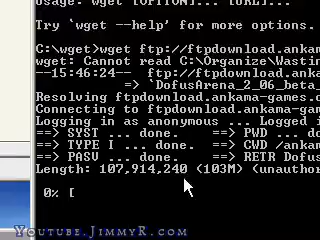 Usage: wget [OPTION]... [URL]...
Try `wget --help' for more options.
C:\wget>wget ftp://ftpdownload.ankama
wget: Cannot read C:\Organize\Wastin
--15:46:24-- ftp://ftpdownload.ankam
=> `DofusArena_2_06_beta_
Resolving ftpdownload.ankama-games.c
Connecting to ftpdownload.ankama-gam
Logging in as anonymous ... Logged i
==> SYST ... done. ==> PWD ... d
==> TYPE I ... done. ==> CWD /ankam
==> PASV ... done. ==> RETR Dofus
Length: 107,914,240 (103M) (unauthor
0% [
Youtube.JimmyR.com